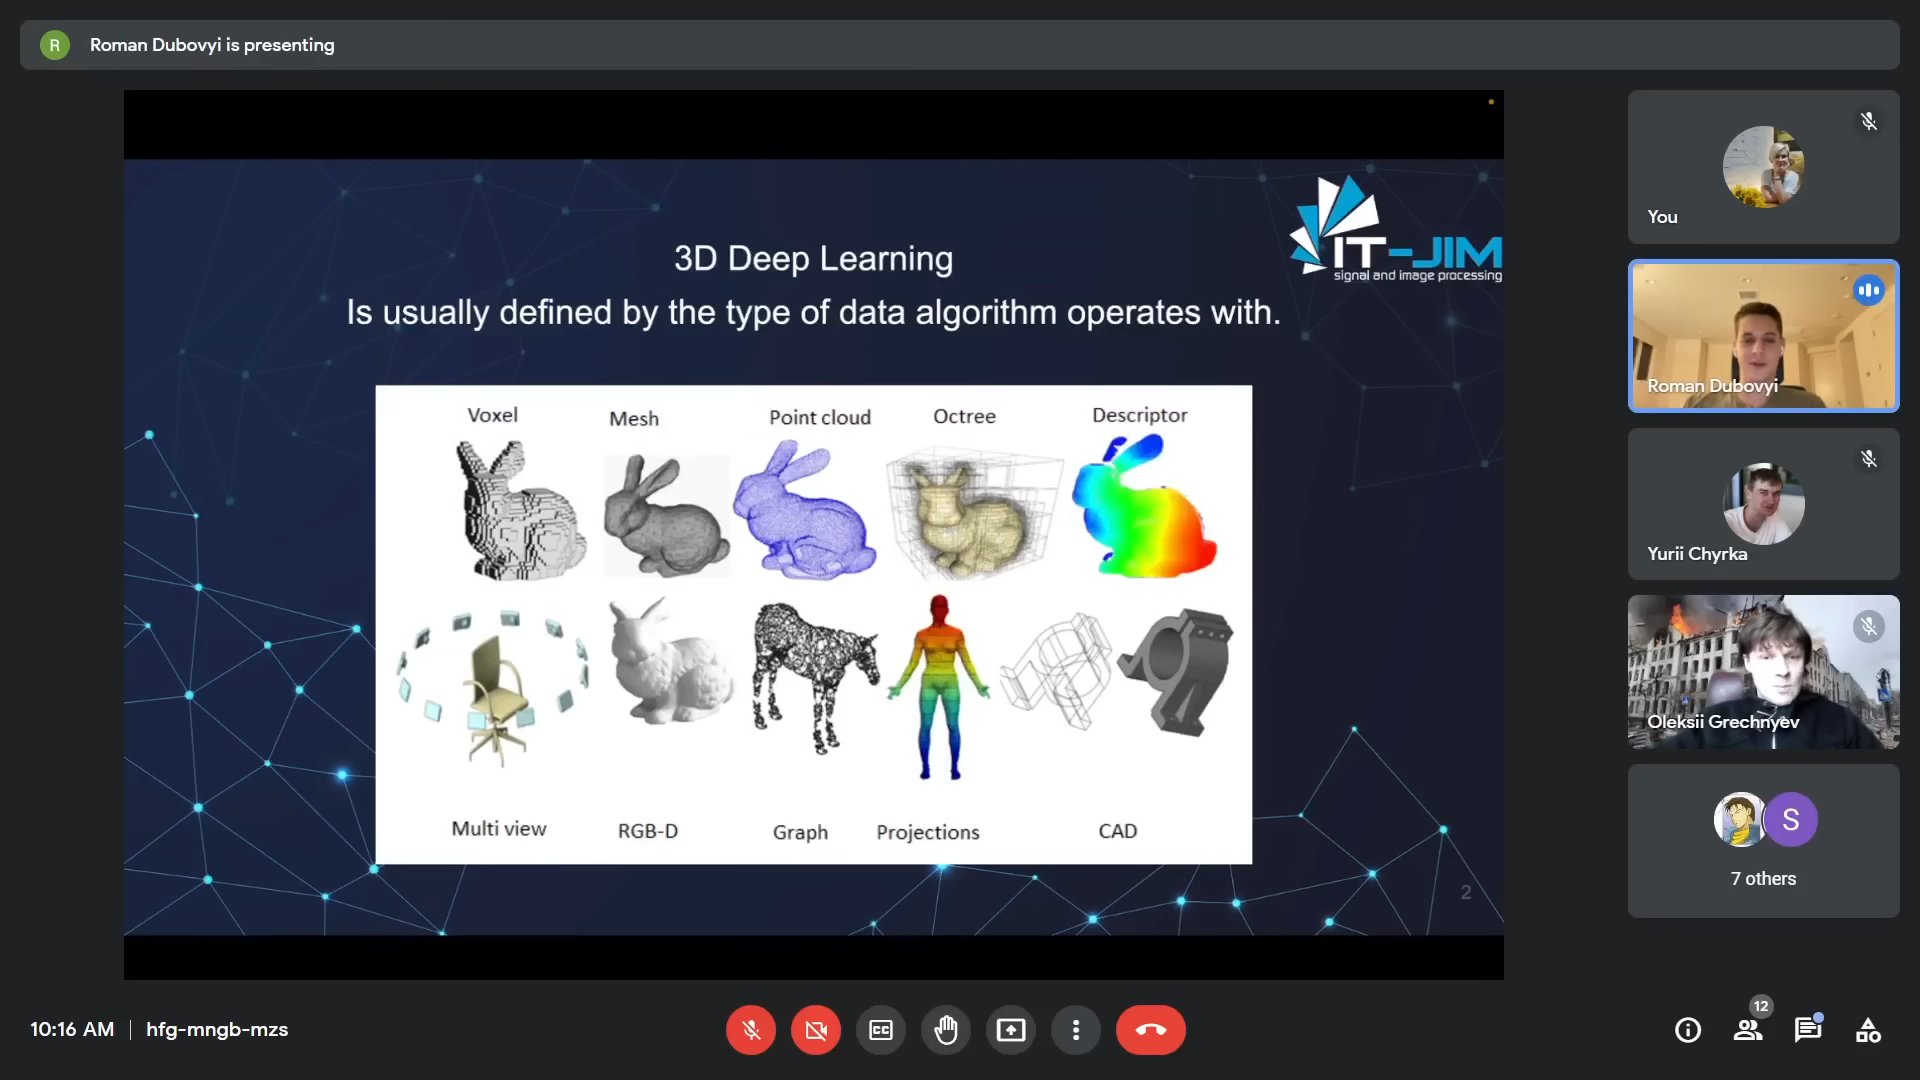 R
Roman Dubovyi is presenting
IT-JIM
signal and image processing
3D Deep Learning
Is usually defined by the type of data algorithm operates with.
Voxel
Mesh
Point cloud
Octree
Descriptor
Multi view
RGB-D
Graph
Projections
CAD
2
You
Roman Dubovyi
Yurii Chyrka
Oleksii Grechnyev
S
7 others
10:16 AM
hfg-mngb-mzs
CC
12